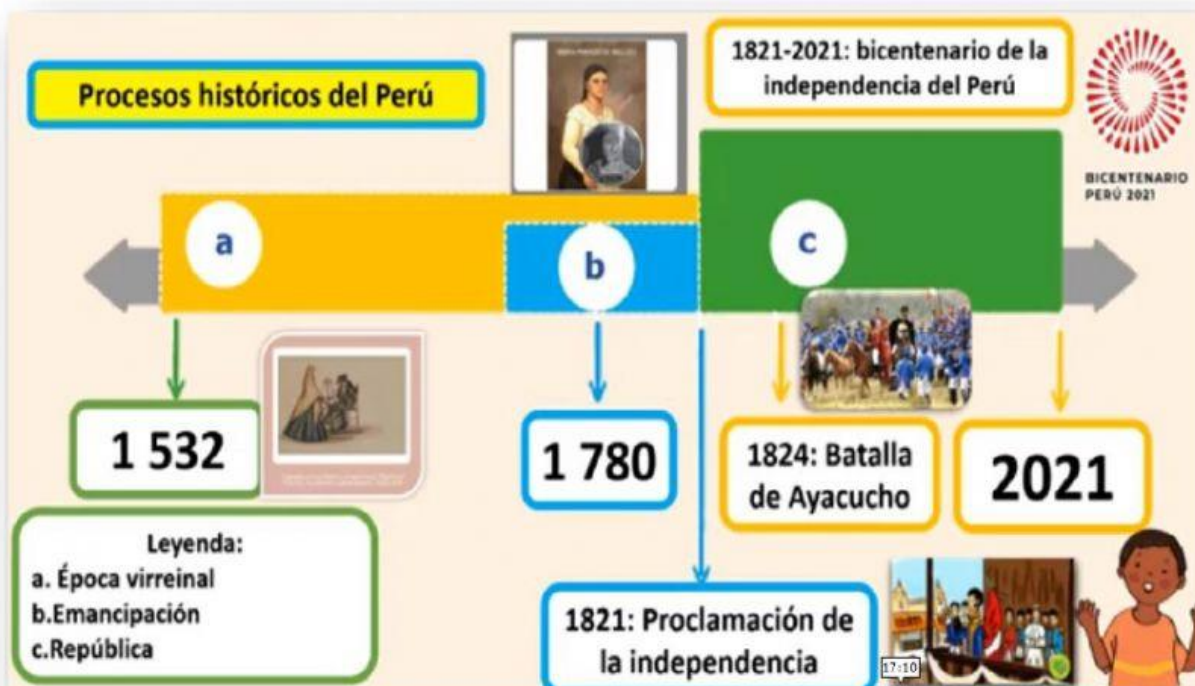 Procesos históricos del Perú
1821-2021: bicentenario de la
independencia del Perú
BICENTENARIO
PERÚ 2021
a
b
c
1 532
1 780
1824: Batalla
de Ayacucho
2021
Leyenda:
a. Época virreinal
b.Emancipación
c.República
1821: Proclamación de
la independencia
17:10